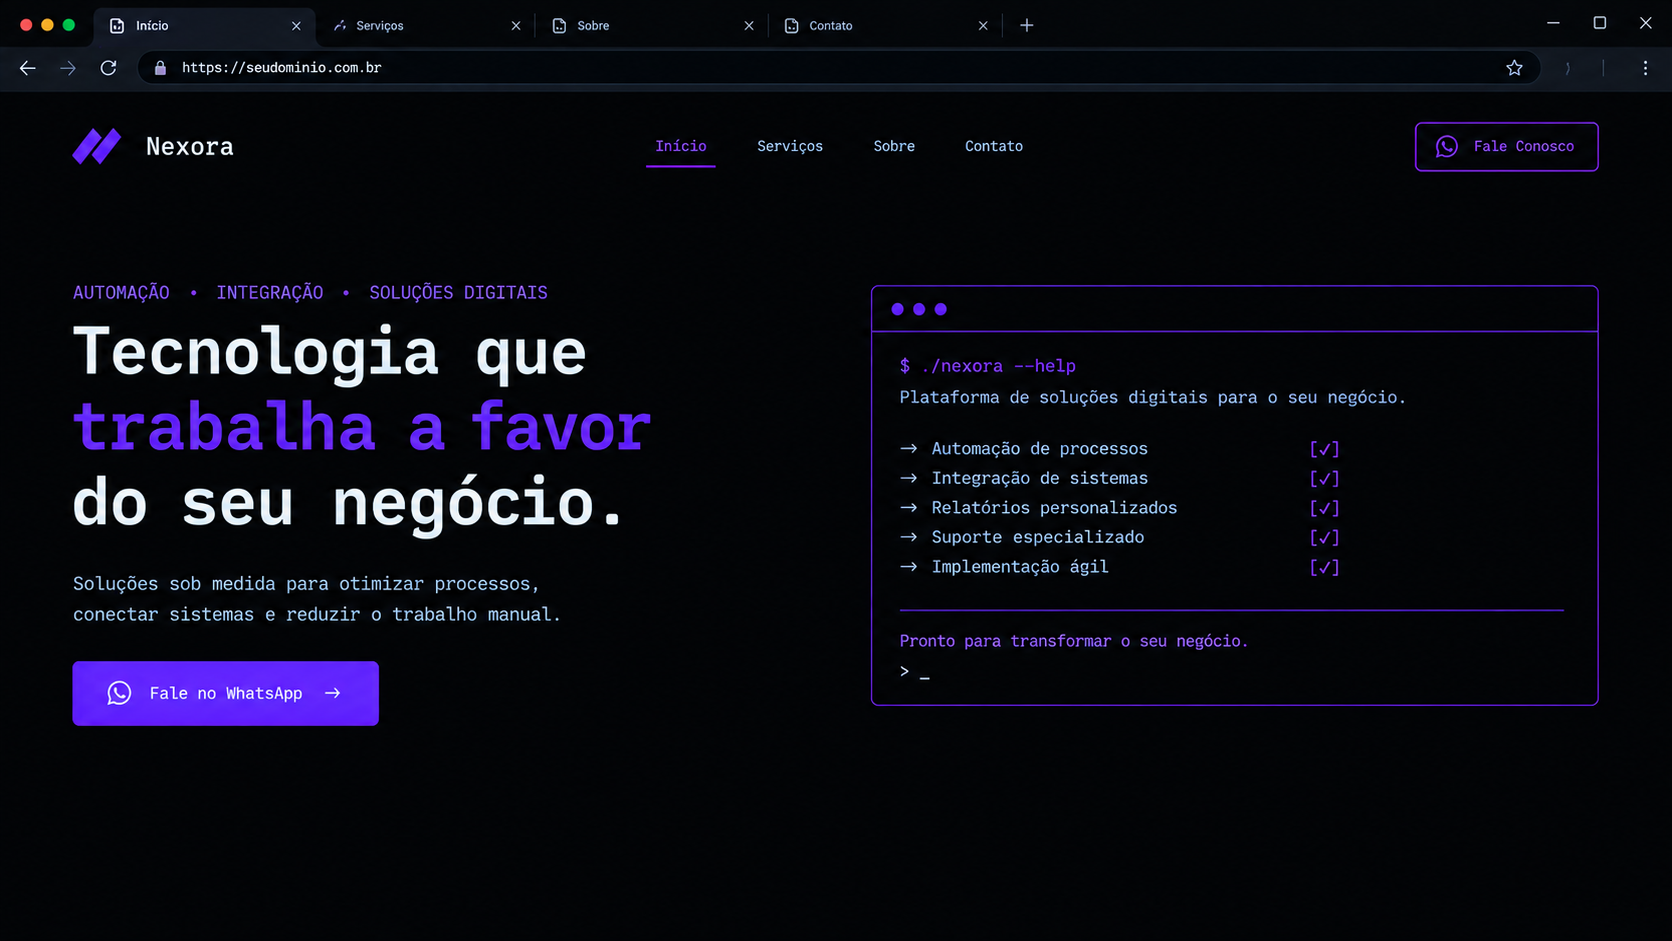 Início
Serviços
Sobre
Contato
https://seudominio.com.br
Nexora
Início
Serviços
Sobre
Contato
Fale Conosco
AUTOMAÇÃO • INTEGRAÇÃO • SOLUÇÕES DIGITAIS
Tecnologia que
trabalha a favor
do seu negócio.
Soluções sob medida para otimizar processos,
conectar sistemas e reduzir o trabalho manual.
Fale no WhatsApp →
$ ./nexora --help
Plataforma de soluções digitais para o seu negócio.
→ Automação de processos [✓]
→ Integração de sistemas [✓]
→ Relatórios personalizados [✓]
→ Suporte especializado [✓]
→ Implementação ágil [✓]
Pronto para transformar o seu negócio.
> _